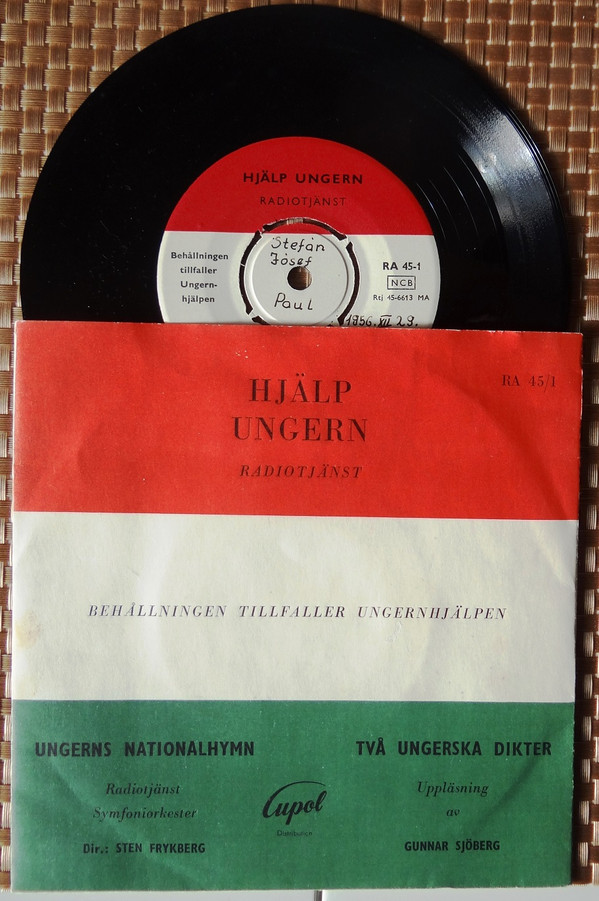 HJÄLP UNGERN
RADIOTJÄNST
Behållningen
tillfaller
Ungern-
hjälpen
Stefán
Jósef
Paul
RA 45-1
NCB
Rtj 45-6613 MA
1956. XII 29.
HJÄLP
UNGERN
RADIOTJÄNST
RA 45/1
BEHÅLLNINGEN TILLFALLER UNGERNHJÄLPEN
UNGERNS NATIONALHYMN
Radiotjänst
Symfoniorkester
Dir.: STEN FRYKBERG
Cupol
Distribution
TVÅ UNGERSKA DIKTER
Uppläsning
av
GUNNAR SJÖBERG